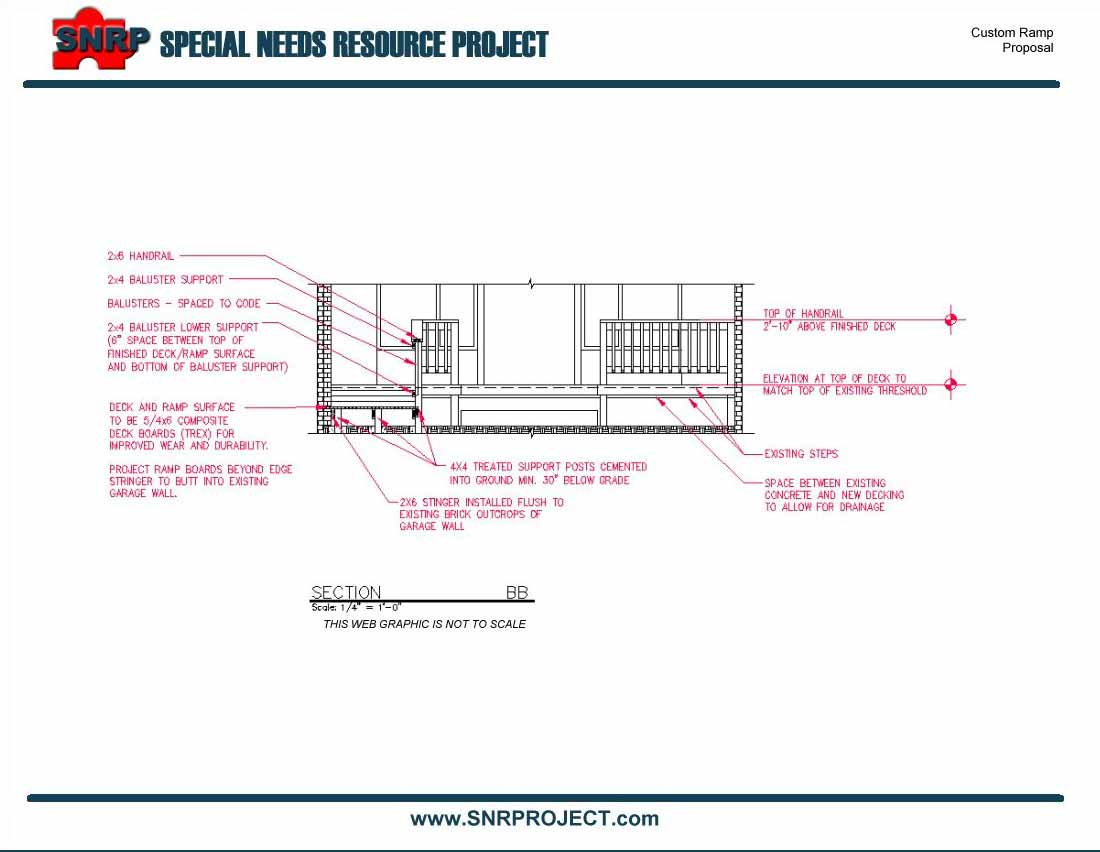 SNRP SPECIAL NEEDS RESOURCE PROJECT
Custom Ramp
Proposal
2x6 HANDRAIL
2x4 BALUSTER SUPPORT
BALUSTERS - SPACED TO CODE
2x4 BALUSTER LOWER SUPPORT
(6" SPACE BETWEEN TOP OF
FINISHED DECK/RAMP SURFACE
AND BOTTOM OF BALUSTER SUPPORT)
DECK AND RAMP SURFACE
TO BE 5/4x6 COMPOSITE
DECK BOARDS (TREX) FOR
IMPROVED WEAR AND DURABILITY.
PROJECT RAMP BOARDS BEYOND EDGE
STRINGER TO BUTT INTO EXISTING
GARAGE WALL.
TOP OF HANDRAIL
2'-10" ABOVE FINISHED DECK
ELEVATION AT TOP OF DECK TO
MATCH TOP OF EXISTING THRESHOLD
EXISTING STEPS
SPACE BETWEEN EXISTING
CONCRETE AND NEW DECKING
TO ALLOW FOR DRAINAGE
4X4 TREATED SUPPORT POSTS CEMENTED
INTO GROUND MIN. 30" BELOW GRADE
2X6 STINGER INSTALLED FLUSH TO
EXISTING BRICK OUTCROPS OF
GARAGE WALL
SECTION BB
Scale: 1/4" = 1'-0"
THIS WEB GRAPHIC IS NOT TO SCALE
www.SNRPROJECT.com